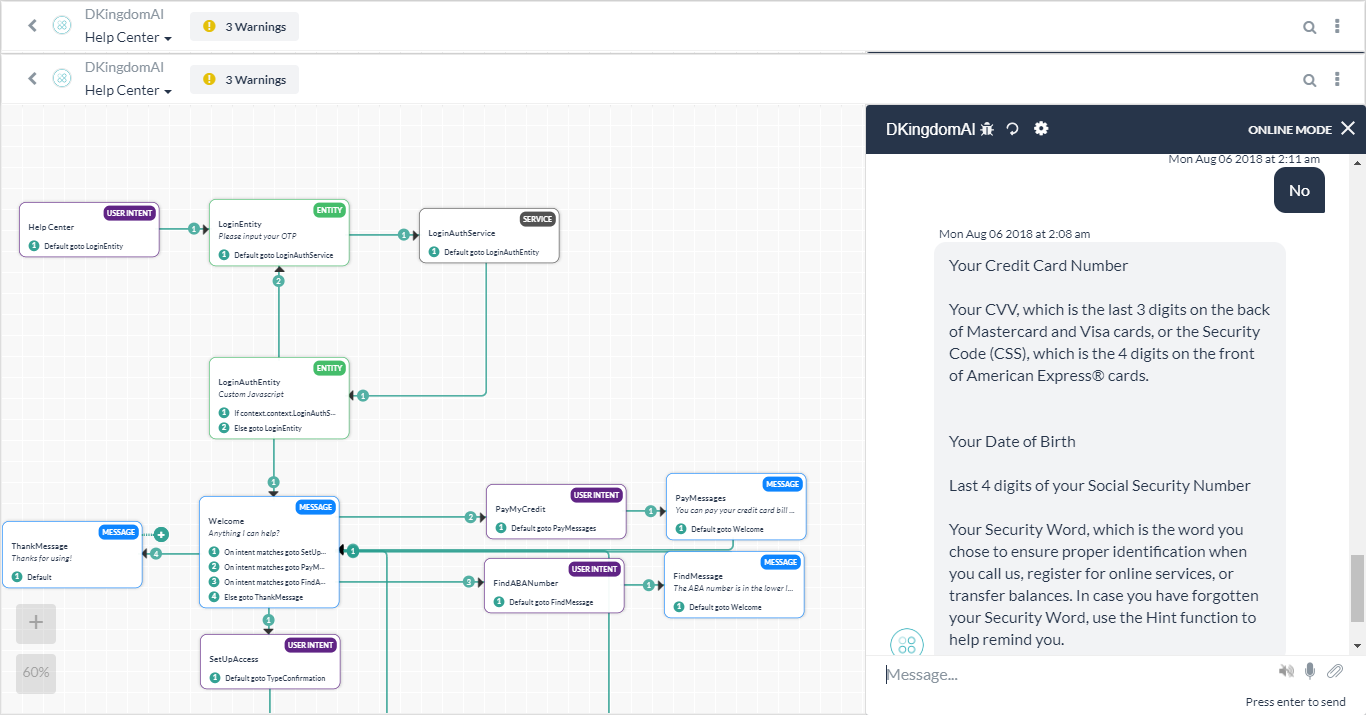 DKingdomAI
Help Center
3 Warnings
DKingdomAI
Help Center
3 Warnings
USER INTENT
Help Center
1 Default goto LoginEntity
1
ENTITY
LoginEntity
Please input your OTP
1 Default goto LoginAuthService
1
SERVICE
LoginAuthService
1 Default goto LoginAuthEntity
2
ENTITY
LoginAuthEntity
Custom Javascript
1 If context.context.LoginAuthS...
2 Else goto LoginEntity
1
1
MESSAGE
Welcome
Anything I can help?
1 On intent matches goto SetUp...
2 On intent matches goto PayM...
3 On intent matches goto FindA...
4 Else goto ThankMessage
MESSAGE
ThankMessage
Thanks for using!
1 Default
4
2
USER INTENT
PayMyCredit
1 Default goto PayMessages
1
MESSAGE
PayMessages
You can pay your credit card bill ...
1 Default goto Welcome
1
3
USER INTENT
FindABANumber
1 Default goto FindMessage
1
MESSAGE
FindMessage
The ABA number is in the lower l...
1 Default goto Welcome
1
USER INTENT
SetUpAccess
1 Default goto TypeConfirmation
+
60%
DKingdomAI
ONLINE MODE
Mon Aug 06 2018 at 2:11 am
No
Mon Aug 06 2018 at 2:08 am
Your Credit Card Number
Your CVV, which is the last 3 digits on the back
of Mastercard and Visa cards, or the Security
Code (CSS), which is the 4 digits on the front
of American Express® cards.
Your Date of Birth
Last 4 digits of your Social Security Number
Your Security Word, which is the word you
chose to ensure proper identification when
you call us, register for online services, or
transfer balances. In case you have forgotten
your Security Word, use the Hint function to
help remind you.
Message...
Press enter to send